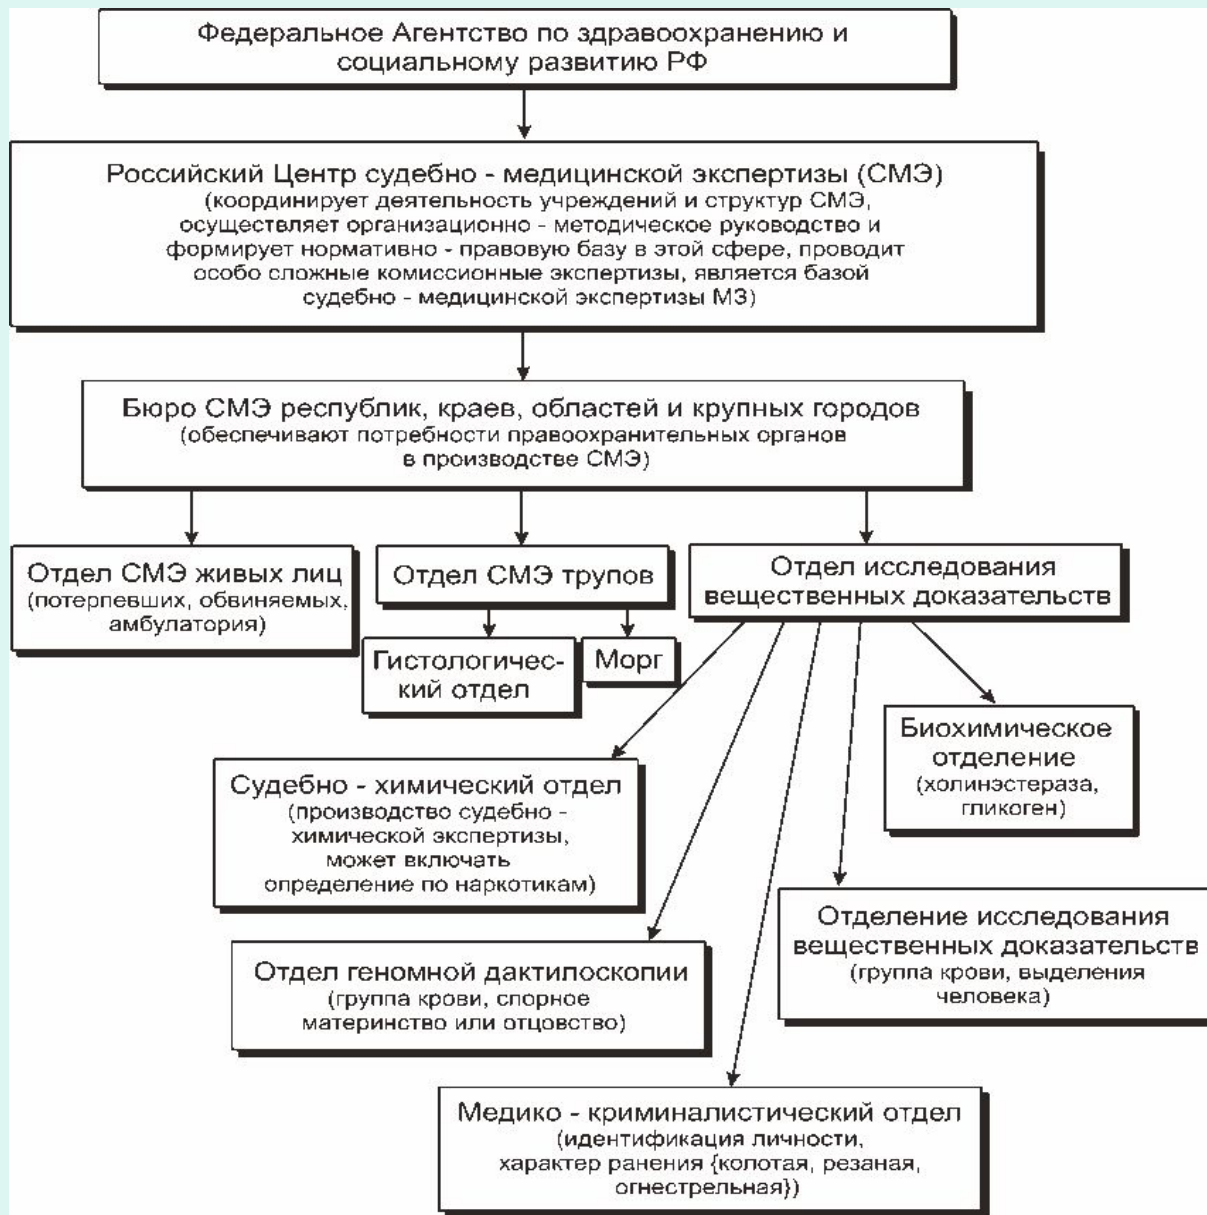 Федеральное Агентство по здравоохранению и
социальному развитию РФ
Российский Центр судебно - медицинской экспертизы (СМЭ)
(координирует деятельность учреждений и структур СМЭ,
осуществляет организационно - методическое руководство и
формирует нормативно - правовую базу в этой сфере, проводит
особо сложные комиссионные экспертизы, является базой
судебно - медицинской экспертизы МЗ)
Бюро СМЭ республик, краев, областей и крупных городов
(обеспечивают потребности правоохранительных органов
в производстве СМЭ)
Отдел СМЭ живых лиц
(потерпевших, обвиняемых,
амбулатория)
Отдел СМЭ трупов
Отдел исследования
вещественных доказательств
Гистологичес-
кий отдел
Морг
Биохимическое
отделение
(холинэстераза,
гликоген)
Судебно - химический отдел
(производство судебно -
химической экспертизы,
может включать
определение по наркотикам)
Отделение исследования
вещественных доказательств
(группа крови, выделения
человека)
Отдел геномной дактилоскопии
(группа крови, спорное
материнство или отцовство)
Медико - криминалистический отдел
(идентификация личности,
характер ранения {колотая, резаная,
огнестрельная})